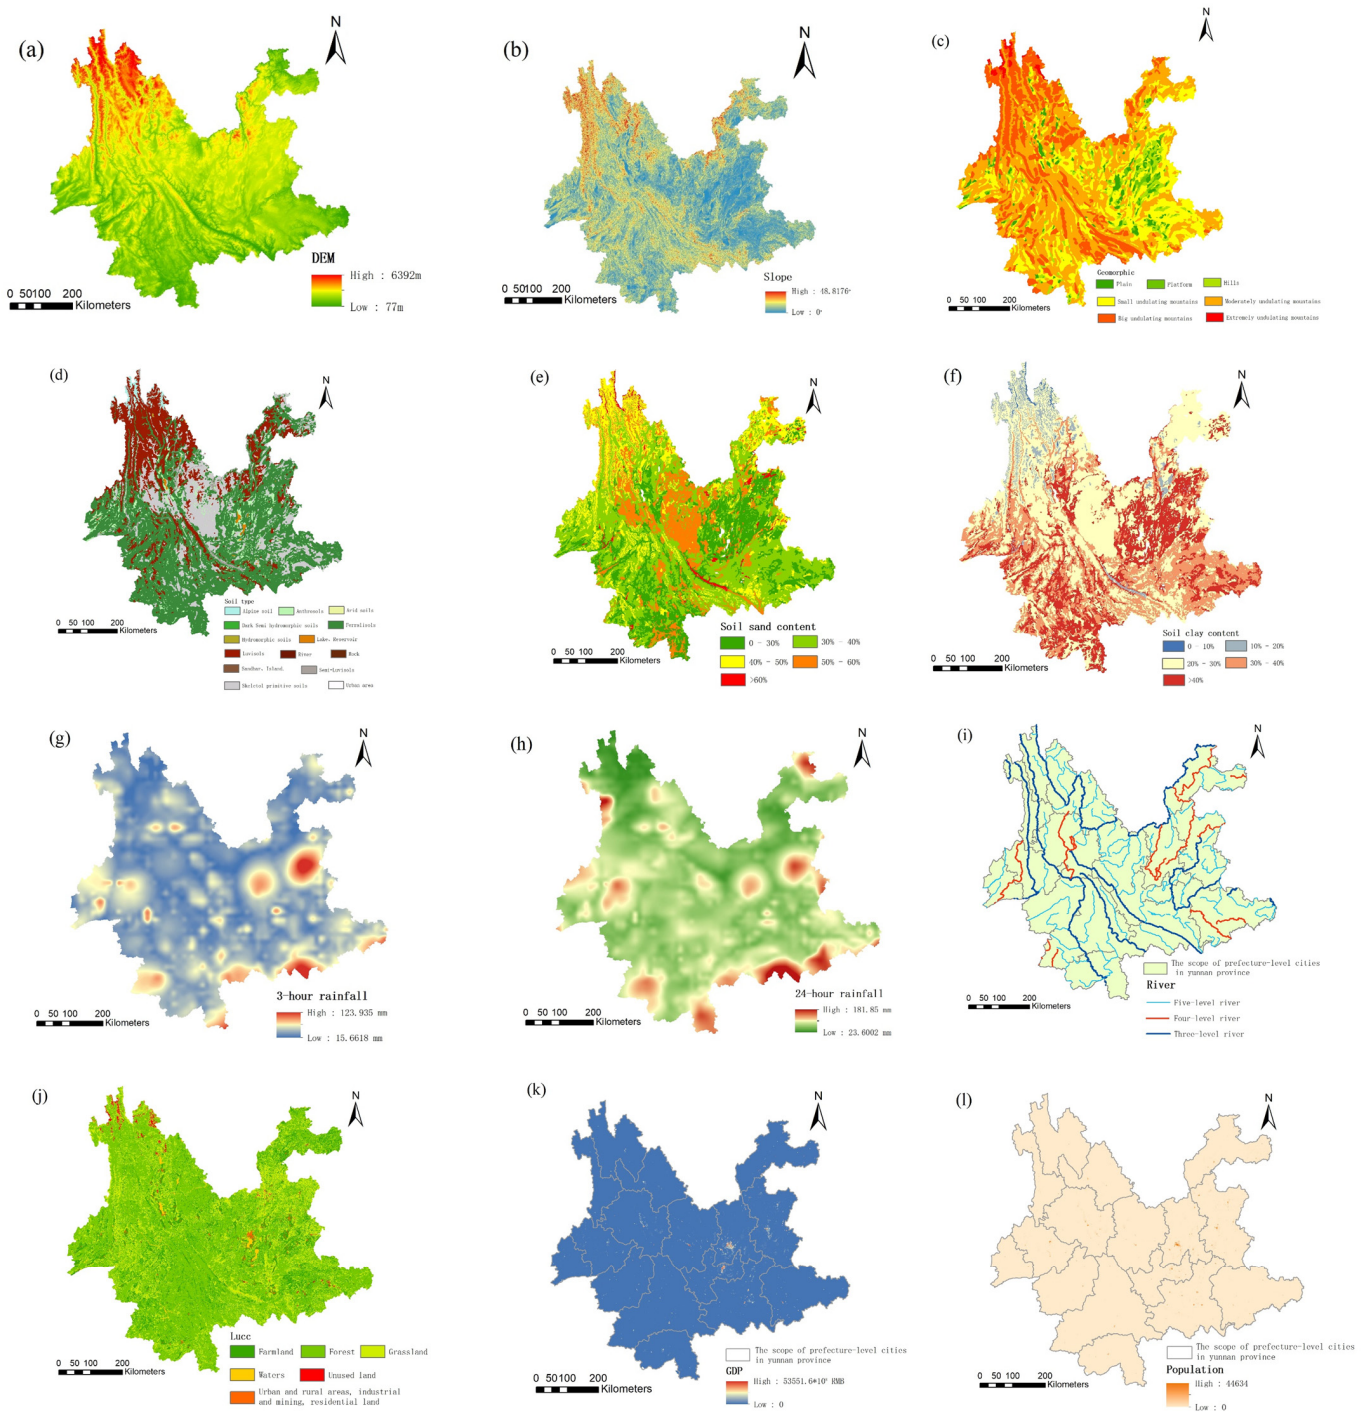 (a)
N
DEM
High : 6392m
Low : 77m
0 50100 200
Kilometers
(b)
N
Slope
High : 48.8176°
Low : 0°
0 50 100 200
Kilometers
(c)
N
Geomorphic
Plain Platform Hills
Small undulating mountains Moderately undulating mountains
Big undulating mountains Extremely undulating mountains
0 50 100 200
Kilometers
(d)
N
Soil type
Alpine soil Anthrosols Arid soils
Dark Semi hydromorphic soils Ferralisols
Hydromorphic soils Lake, Reservoir
Luvisols River Rock
Sandbar, Island Semi-Luvisols
Skeletal primitive soils Urban area
0 50 100 200
Kilometers
(e)
N
Soil sand content
0 - 30% 30% - 40%
40% - 50% 50% - 60%
>60%
0 50 100 200
Kilometers
(f)
N
Soil clay content
0 - 10% 10% - 20%
20% - 30% 30% - 40%
>40%
0 50 100 200
Kilometers
(g)
N
3-hour rainfall
High : 123.935 mm
Low : 15.6618 mm
0 50 100 200
Kilometers
(h)
N
24-hour rainfall
High : 181.85 mm
Low : 23.6002 mm
0 50 100 200
Kilometers
(i)
N
The scope of prefecture-level cities
in yunnan province
River
Five-level river
Four-level river
Three-level river
0 50 100 200
Kilometers
(j)
N
Lucc
Farmland Forest Grassland
Waters Unused land
Urban and rural areas, industrial
and mining, residential land
0 50 100 200
Kilometers
(k)
N
The scope of prefecture-level cities
in yunnan province
GDP
High : 53551.6*10⁴ RMB
Low : 0
0 50 100 200
Kilometers
(l)
N
The scope of prefecture-level cities
in yunnan province
Population
High : 44634
Low : 0
0 50 100 200
Kilometers